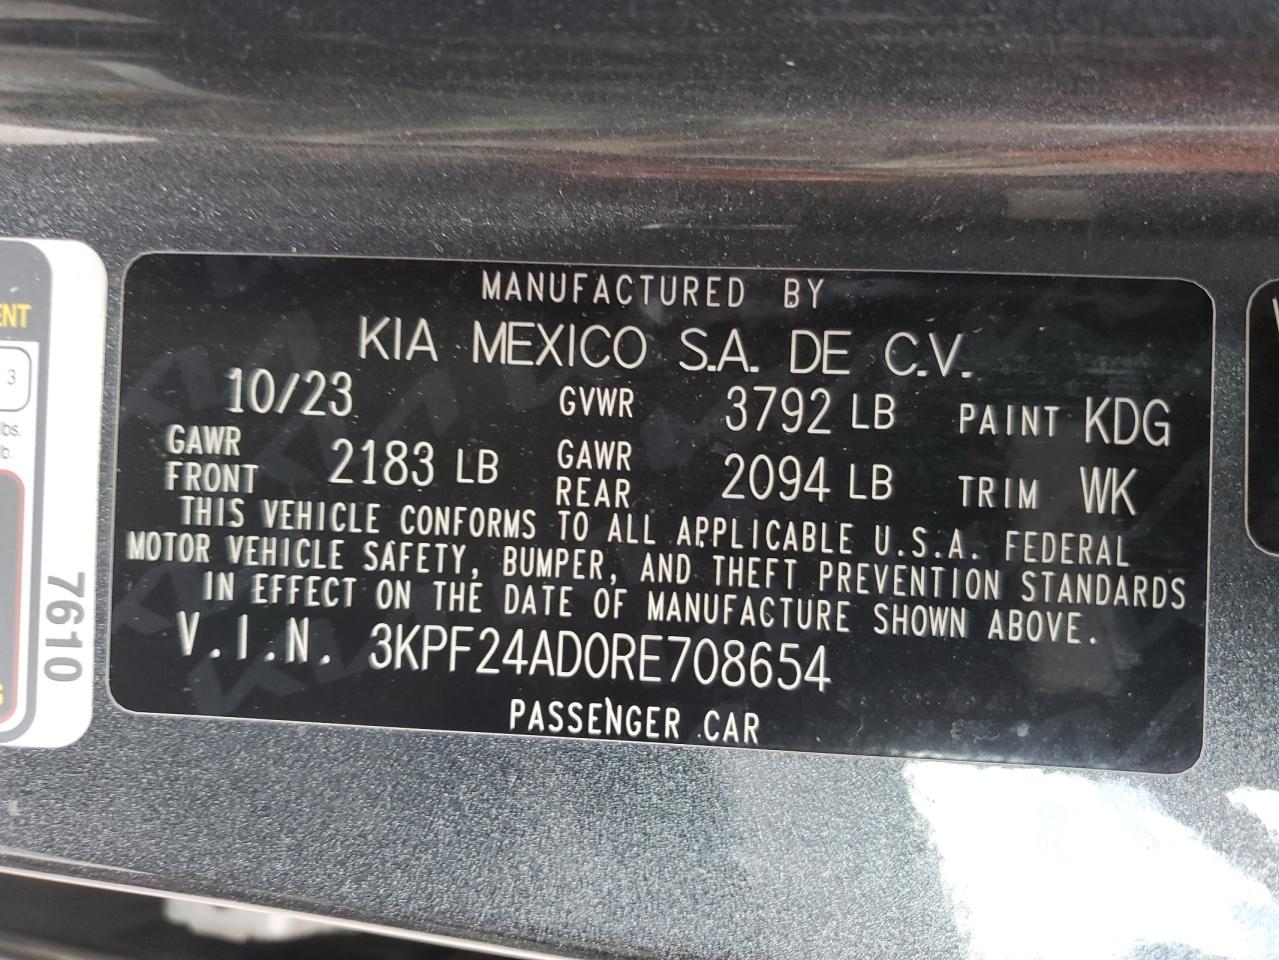 MANUFACTURED BY
KIA MEXICO S.A. DE C.V.
10/23 GVWR 3792 LB PAINT KDG
GAWR FRONT 2183 LB GAWR REAR 2094 LB TRIM WK
THIS VEHICLE CONFORMS TO ALL APPLICABLE U.S.A. FEDERAL
MOTOR VEHICLE SAFETY, BUMPER, AND THEFT PREVENTION STANDARDS
IN EFFECT ON THE DATE OF MANUFACTURE SHOWN ABOVE.
V.I.N. 3KPF24AD0RE708654
PASSENGER CAR
7610
3
lbs.